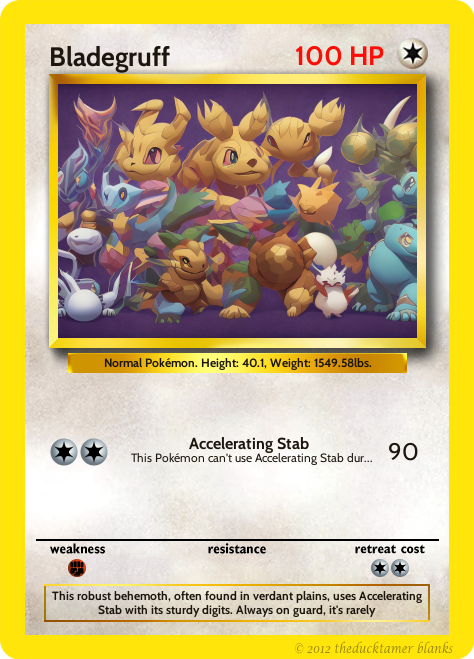 Bladegruff 100 HP
Normal Pokémon. Height: 40.1, Weight: 1549.58lbs.
Accelerating Stab
This Pokémon can't use Accelerating Stab dur... 90
weakness resistance retreat cost
This robust behemoth, often found in verdant plains, uses Accelerating
Stab with its sturdy digits. Always on guard, it's rarely
© 2012 theducktamer blanks